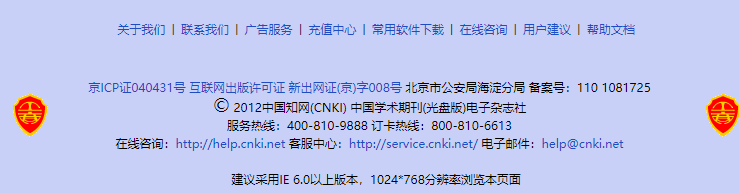 关于我们 | 联系我们 | 广告服务 | 充值中心 | 常用软件下载 | 在线咨询 | 用户建议 | 帮助文档
京ICP证040431号 互联网出版许可证 新出网证(京)字008号 北京市公安局海淀分局 备案号：110 1081725
© 2012中国知网(CNKI) 中国学术期刊(光盘版)电子杂志社
服务热线：400-810-9888 订卡热线：800-810-6613
在线咨询：http://help.cnki.net 客服中心：http://service.cnki.net/ 电子邮件：help@cnki.net
建议采用IE 6.0以上版本，1024*768分辨率浏览本页面